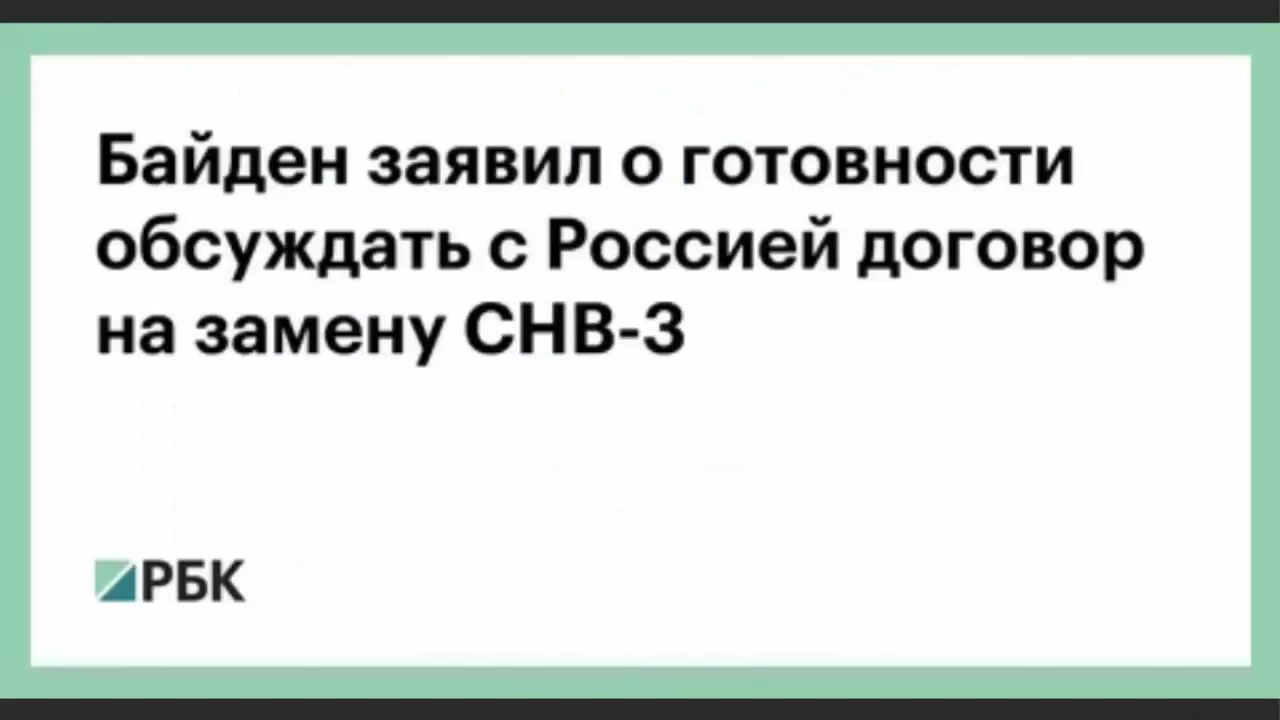 Байден заявил о готовности
обсуждать с Россией договор
на замену СНВ-3
РБК